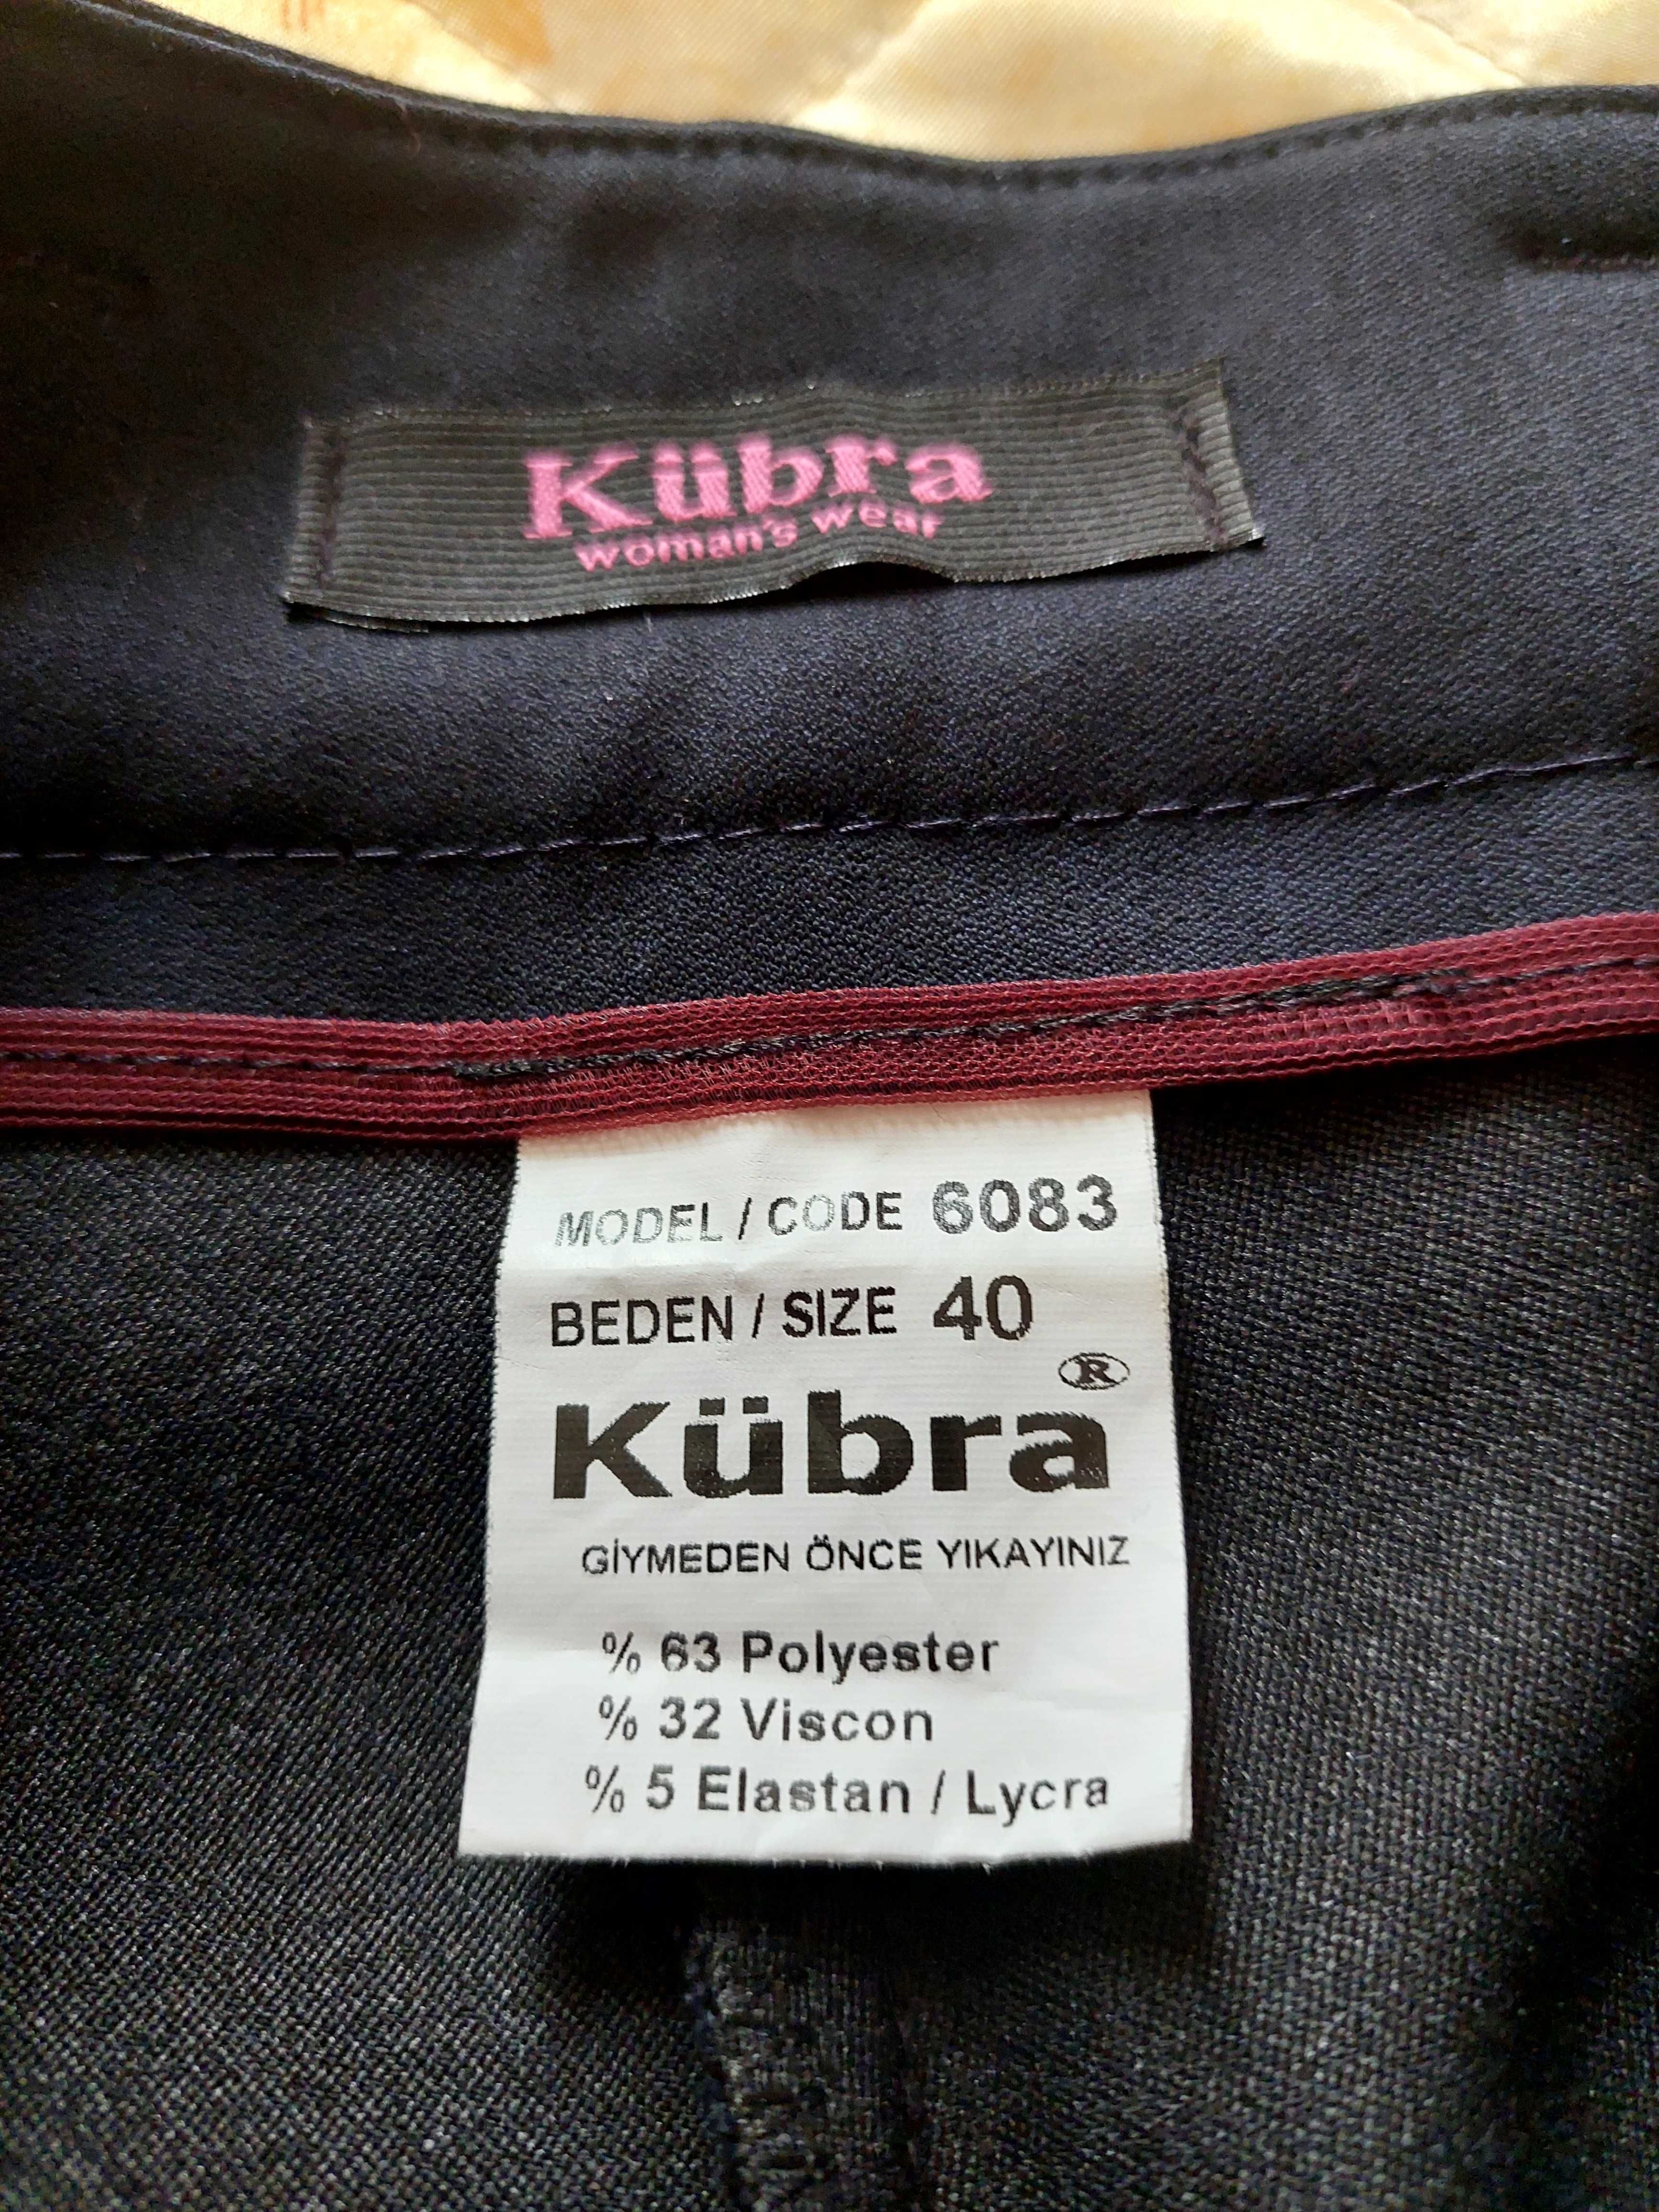 Kübra
woman's wear
MODEL / CODE 6083
BEDEN / SIZE 40
Kübra ®
GİYMEDEN ÖNCE YIKAYINIZ
% 63 Polyester
% 32 Viscon
% 5 Elastan / Lycra